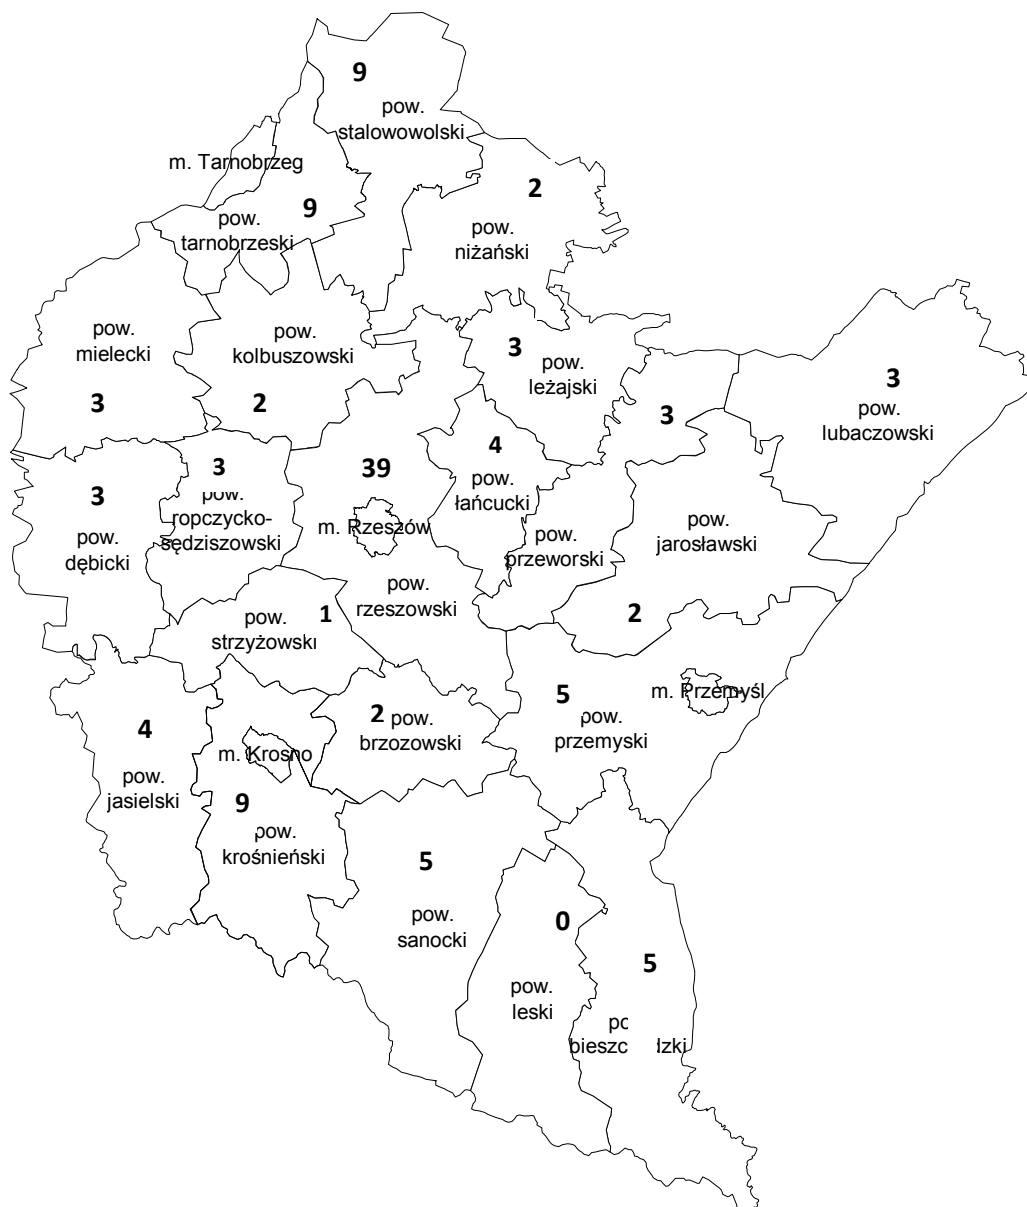 9
pow.
stalowowolski
m. Tarnobrzeg
9
pow.
tarnobrzeski
2
pow.
niżański
pow.
mielecki
3
pow.
kolbuszowski
2
3
pow.
leżajski
3
3
pow.
lubaczowski
3
pow.
dębicki
3
pow.
ropczycko-
sędziszowski
39
m. Rzeszów
pow.
rzeszowski
4
pow.
łańcucki
pow.
przeworski
pow.
jarosławski
2
1
pow.
strzyżowski
5
pow.
przemyski
m. Przemyśl
4
pow.
jasielski
m. Krosno
9
pow.
krośnieński
2
pow.
brzozowski
5
pow.
sanocki
0
pow.
leski
5